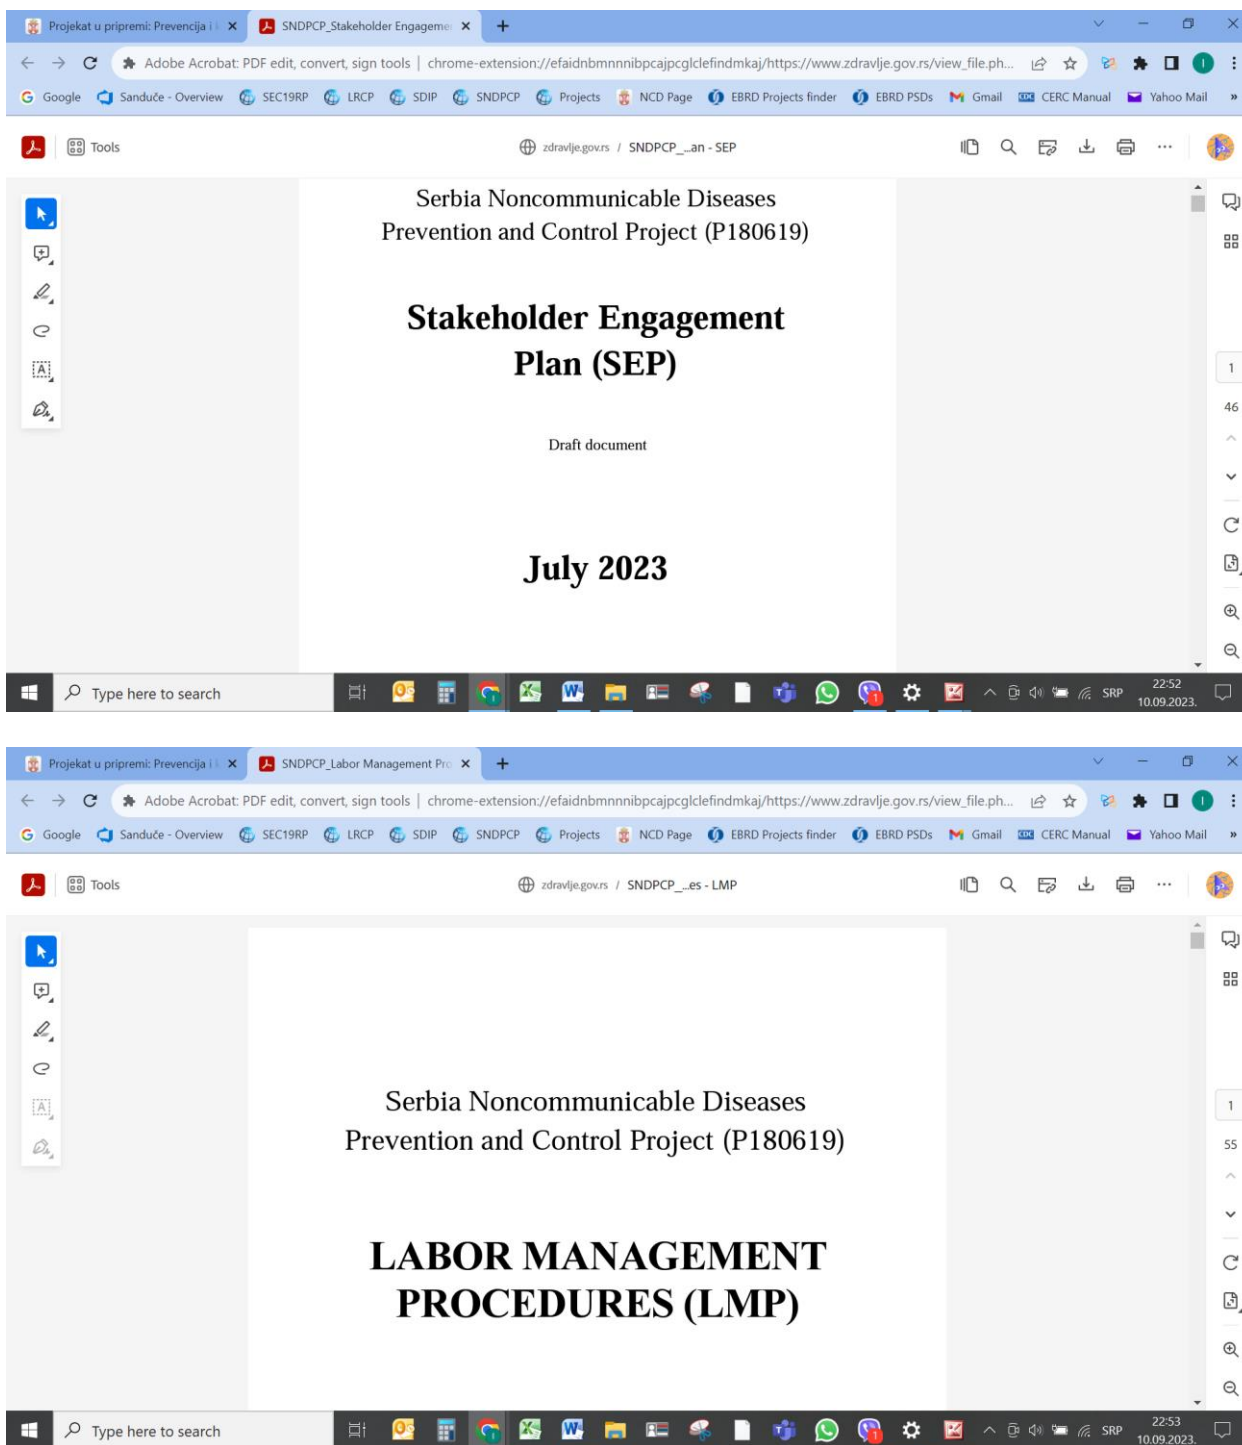 Projekat u pripremi: Prevencija i
SNDPCP_Stakeholder Engageme
Adobe Acrobat: PDF edit, convert, sign tools | chrome-extension://efaidnbmnnnibpcajpcglclefindmkaj/https://www.zdravlje.gov.rs/view_file.ph...
Google Sanduče - Overview SEC19RP LRCP SDIP SNDPCP Projects NCD Page EBRD Projects finder EBRD PSDs Gmail CERC Manual Yahoo Mail »
Tools
zdravlje.gov.rs / SNDPCP_...an - SEP
Serbia Noncommunicable Diseases
Prevention and Control Project (P180619)
Stakeholder Engagement
Plan (SEP)
Draft document
July 2023
1
46
Type here to search
SRP
22:52
10.09.2023.
Projekat u pripremi: Prevencija i
SNDPCP_Labor Management Pro
Adobe Acrobat: PDF edit, convert, sign tools | chrome-extension://efaidnbmnnnibpcajpcglclefindmkaj/https://www.zdravlje.gov.rs/view_file.ph...
Google Sanduče - Overview SEC19RP LRCP SDIP SNDPCP Projects NCD Page EBRD Projects finder EBRD PSDs Gmail CERC Manual Yahoo Mail »
Tools
zdravlje.gov.rs / SNDPCP_...es - LMP
Serbia Noncommunicable Diseases
Prevention and Control Project (P180619)
LABOR MANAGEMENT
PROCEDURES (LMP)
1
55
Type here to search
SRP
22:53
10.09.2023.